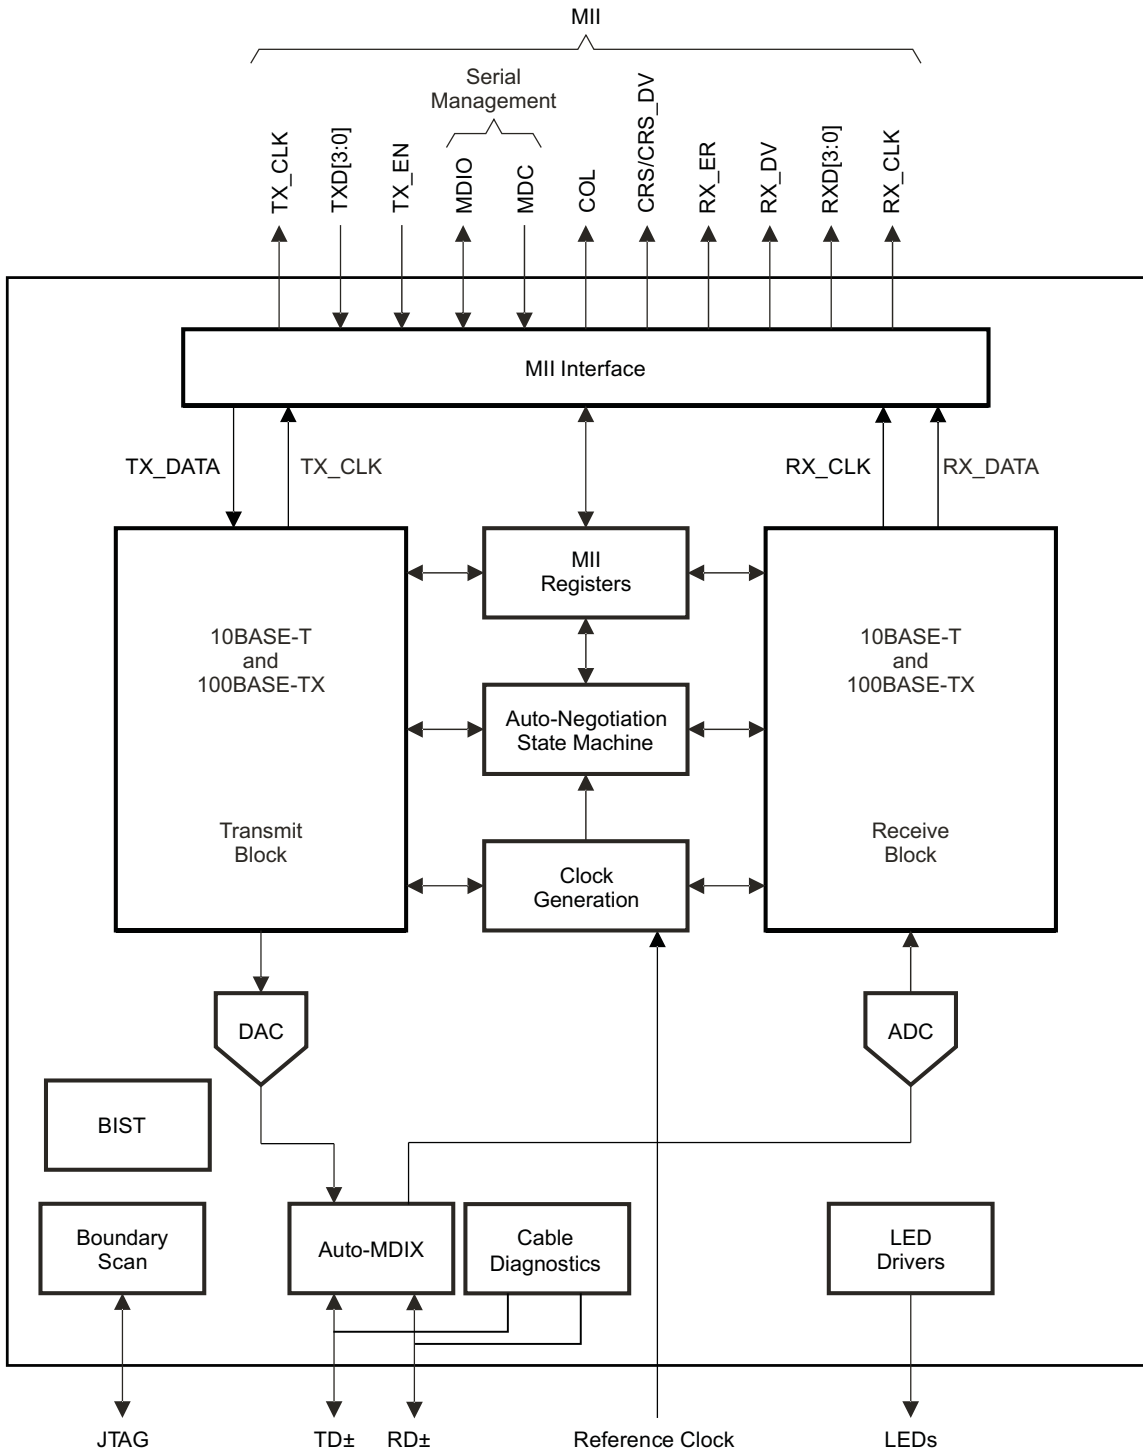 MII
Serial
Management
TX_CLK
TXD[3:0]
TX_EN
MDIO
MDC
COL
CRS/CRS_DV
RX_ER
RX_DV
RXD[3:0]
RX_CLK
MII Interface
TX_DATA
TX_CLK
RX_CLK
RX_DATA
10BASE-T
and
100BASE-TX
Transmit
Block
MII
Registers
Auto-Negotiation
State Machine
Clock
Generation
10BASE-T
and
100BASE-TX
Receive
Block
DAC
ADC
BIST
Boundary
Scan
Auto-MDIX
Cable
Diagnostics
LED
Drivers
JTAG
TD±
RD±
Reference Clock
LEDs